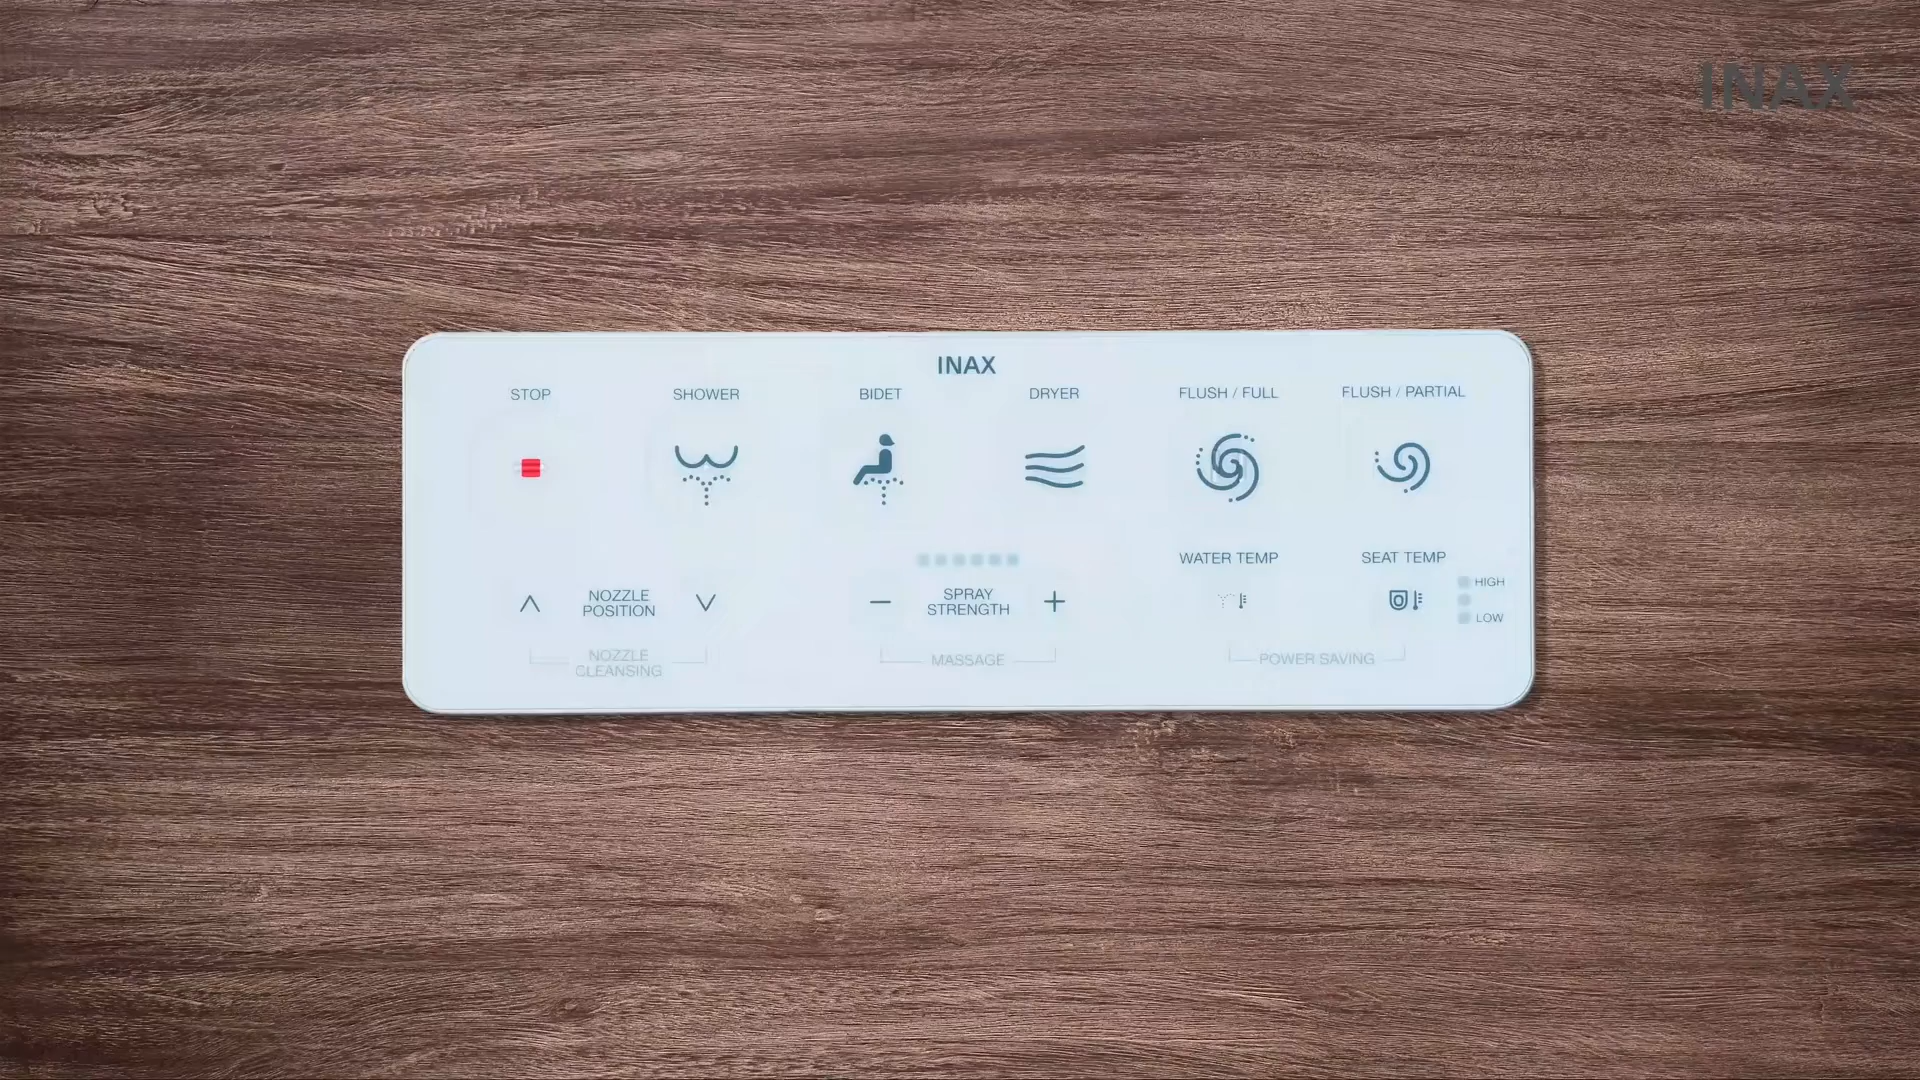 INAX
INAX
STOP
SHOWER
BIDET
DRYER
FLUSH / FULL
FLUSH / PARTIAL
NOZZLE
POSITION
SPRAY
STRENGTH
WATER TEMP
SEAT TEMP
HIGH
LOW
NOZZLE
CLEANSING
MASSAGE
POWER SAVING